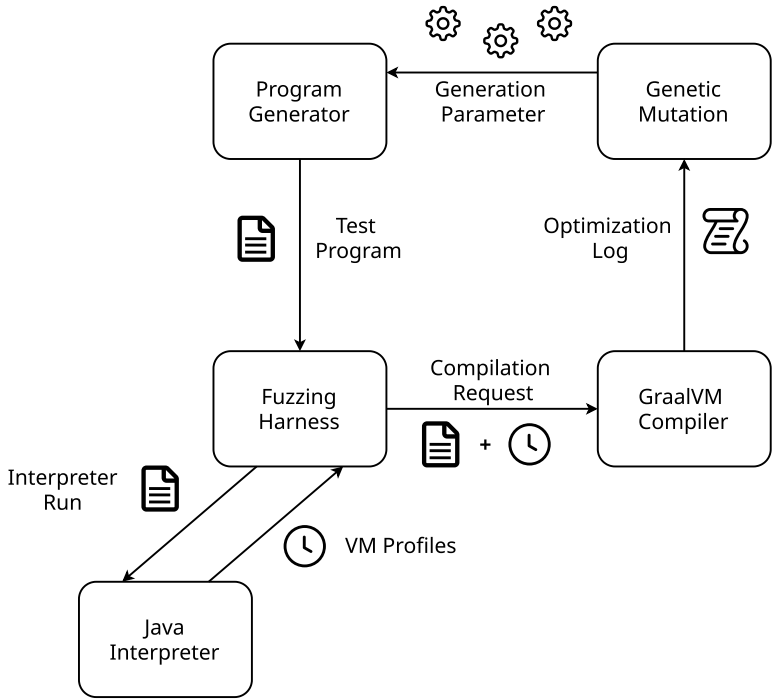 Program
Generator
Generation
Parameter
Genetic
Mutation
Test
Program
Optimization
Log
Fuzzing
Harness
Compilation
Request
+
GraalVM
Compiler
Interpreter
Run
VM Profiles
Java
Interpreter